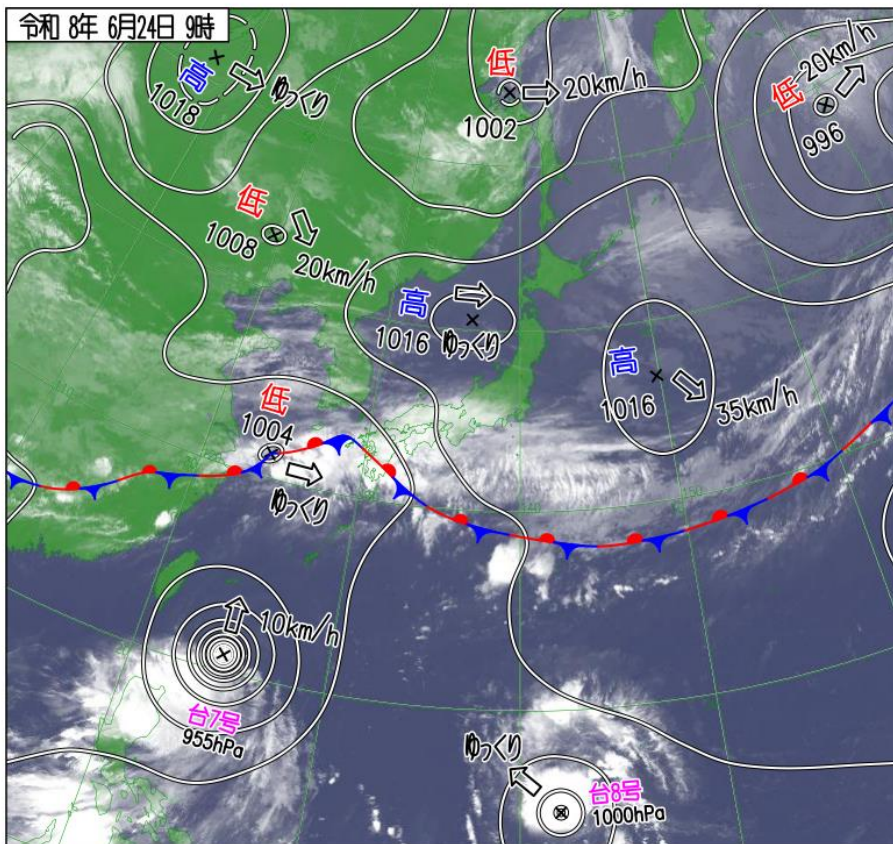 令和 8年 6月24日 9時
高
1018
ゆっくり
低
1002
20km/h
低
996
20km/h
低
1008
20km/h
高
1016
ゆっくり
高
1016
35km/h
低
1004
ゆっくり
10km/h
台7号
955hPa
ゆっくり
台8号
1000hPa